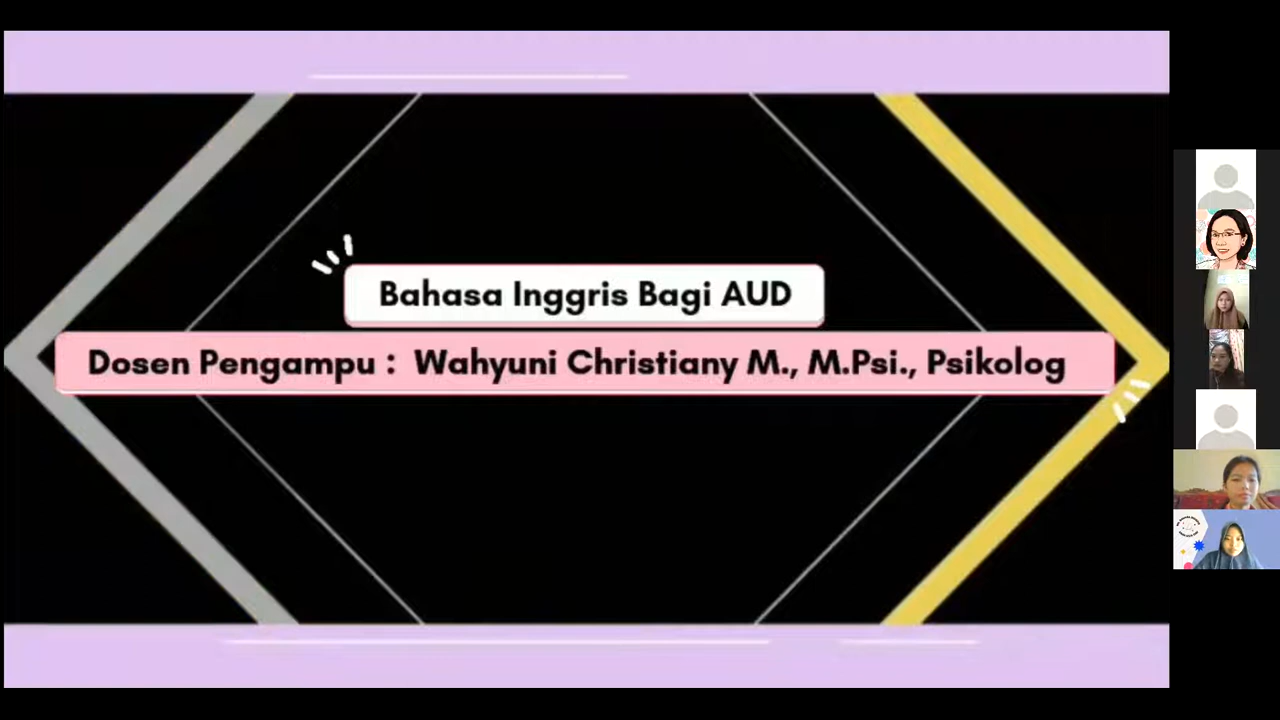 Bahasa Inggris Bagi AUD
Dosen Pengampu : Wahyuni Christiany M., M.Psi., Psikolog